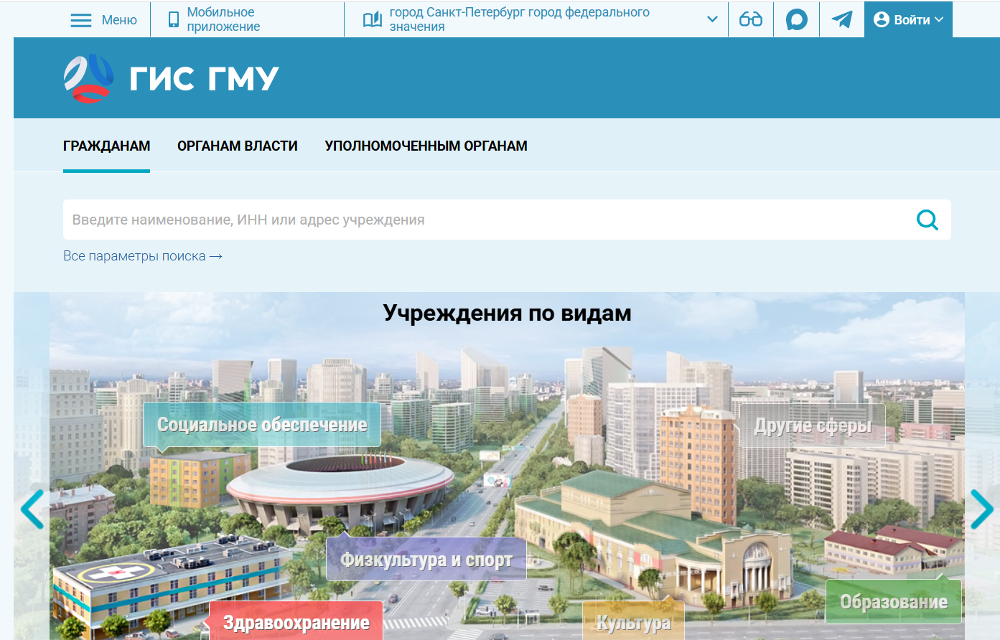 Меню
Мобильное
приложение
город Санкт-Петербург город федерального
значения
Войти
ГИС ГМУ
ГРАЖДАНАМ
ОРГАНАМ ВЛАСТИ
УПОЛНОМОЧЕННЫМ ОРГАНАМ
Введите наименование, ИНН или адрес учреждения
Все параметры поиска →
Учреждения по видам
Социальное обеспечение
Другие сферы
Физкультура и спорт
Образование
Здравоохранение
Культура